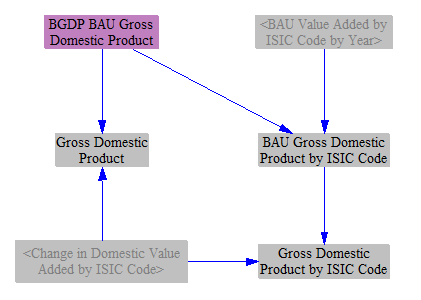 BGDP BAU Gross
Domestic Product
<BAU Value Added by
ISIC Code by Year>
Gross Domestic
Product
BAU Gross Domestic
Product by ISIC Code
<Change in Domestic Value
Added by ISIC Code>
Gross Domestic
Product by ISIC Code